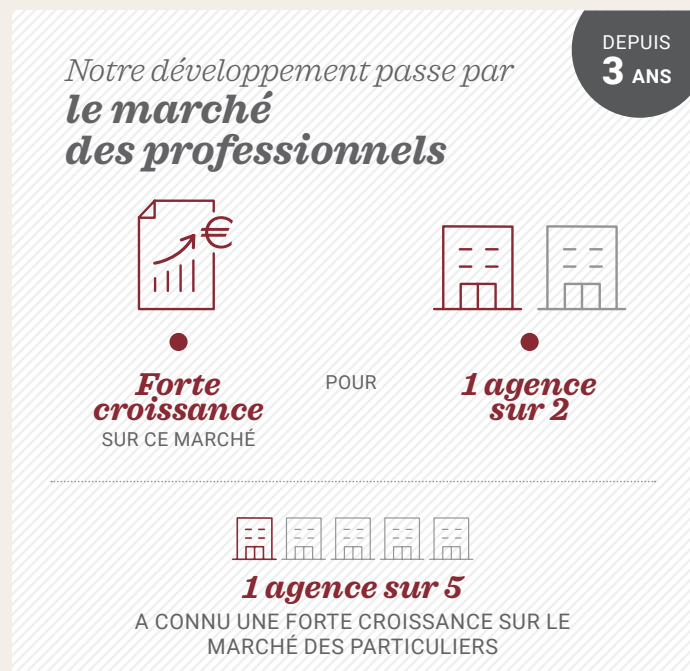 DEPUIS
3 ANS
Notre développement passe par
le marché
des professionnels
€
Forte
croissance
SUR CE MARCHÉ
POUR
1 agence
sur 2
1 agence sur 5
A CONNU UNE FORTE CROISSANCE SUR LE
MARCHÉ DES PARTICULIERS